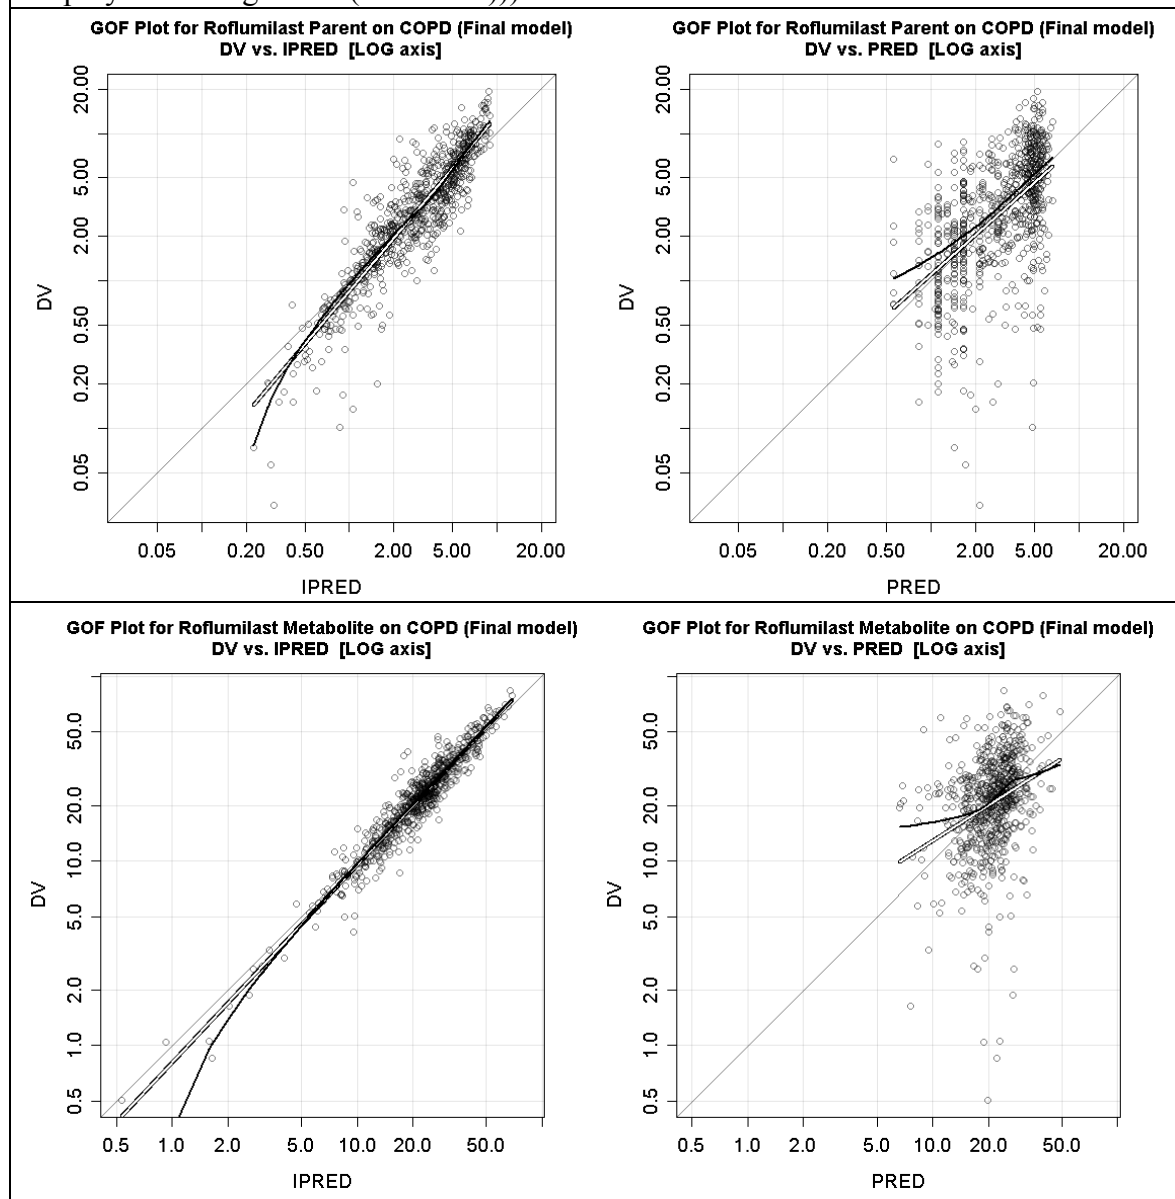 GOF Plot for Roflumilast Parent on COPD (Final model)
DV vs. IPRED [LOG axis]
20.00
5.00
2.00
0.50
0.20
0.05
DV
0.05 0.20 0.50 2.00 5.00 20.00
IPRED
GOF Plot for Roflumilast Parent on COPD (Final model)
DV vs. PRED [LOG axis]
20.00
5.00
2.00
0.50
0.20
0.05
DV
0.05 0.20 0.50 2.00 5.00 20.00
PRED
GOF Plot for Roflumilast Metabolite on COPD (Final model)
DV vs. IPRED [LOG axis]
50.0
20.0
10.0
5.0
2.0
1.0
0.5
DV
0.5 1.0 2.0 5.0 10.0 20.0 50.0
IPRED
GOF Plot for Roflumilast Metabolite on COPD (Final model)
DV vs. PRED [LOG axis]
50.0
20.0
10.0
5.0
2.0
1.0
0.5
DV
0.5 1.0 2.0 5.0 10.0 20.0 50.0
PRED